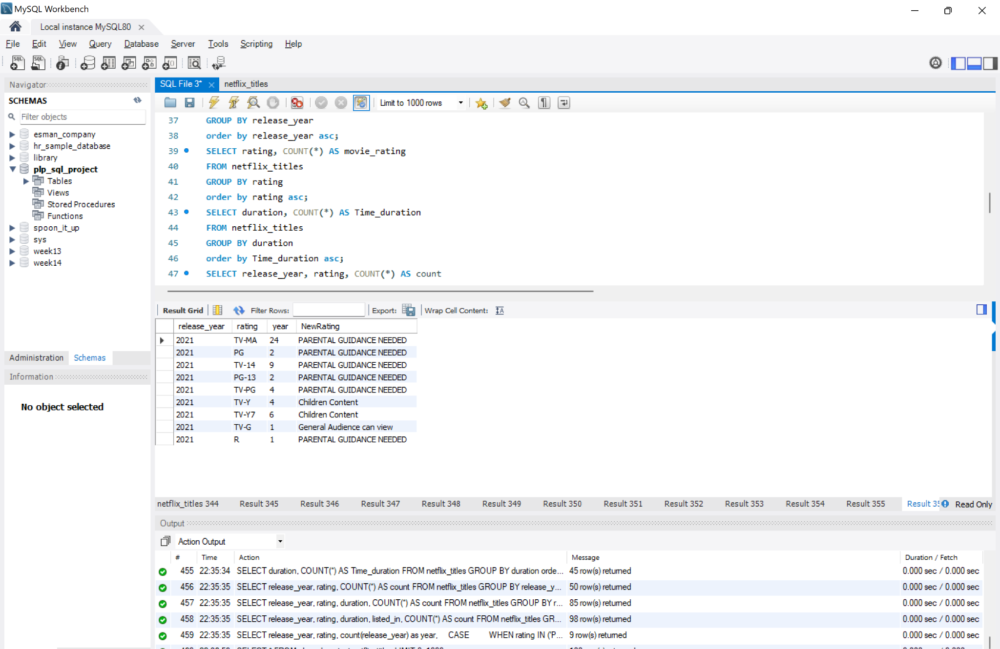 MySQL Workbench
Local instance MySQL80
File Edit View Query Database Server Tools Scripting Help
Navigator
SCHEMAS
Filter objects
esman_company
hr_sample_database
library
plp_sql_project
Tables
Views
Stored Procedures
Functions
spoon_it_up
sys
week13
week14
Administration Schemas
Information
No object selected
SQL File 3* netflix_titles
Limit to 1000 rows
37 GROUP BY release_year
38 order by release_year asc;
39 SELECT rating, COUNT(*) AS movie_rating
40 FROM netflix_titles
41 GROUP BY rating
42 order by rating asc;
43 SELECT duration, COUNT(*) AS Time_duration
44 FROM netflix_titles
45 GROUP BY duration
46 order by Time_duration asc;
47 SELECT release_year, rating, COUNT(*) AS count
Result Grid Filter Rows: Export: Wrap Cell Content:
release_year rating year NewRating
2021 TV-MA 24 PARENTAL GUIDANCE NEEDED
2021 PG 2 PARENTAL GUIDANCE NEEDED
2021 TV-14 9 PARENTAL GUIDANCE NEEDED
2021 PG-13 2 PARENTAL GUIDANCE NEEDED
2021 TV-PG 4 PARENTAL GUIDANCE NEEDED
2021 TV-Y 4 Children Content
2021 TV-Y7 6 Children Content
2021 TV-G 1 General Audience can view
2021 R 1 PARENTAL GUIDANCE NEEDED
netflix_titles 344 Result 345 Result 346 Result 347 Result 348 Result 349 Result 350 Result 351 Result 352 Result 353 Result 354 Result 355 Result 35 Read Only
Output
Action Output
# Time Action Message Duration / Fetch
455 22:35:34 SELECT duration, COUNT(*) AS Time_duration FROM netflix_titles GROUP BY duration orde... 45 row(s) returned 0.000 sec / 0.000 sec
456 22:35:35 SELECT release_year, rating, COUNT(*) AS count FROM netflix_titles GROUP BY release_y... 50 row(s) returned 0.000 sec / 0.000 sec
457 22:35:35 SELECT release_year, rating, duration, COUNT(*) AS count FROM netflix_titles GROUP BY r... 85 row(s) returned 0.000 sec / 0.000 sec
458 22:35:35 SELECT release_year, rating, duration, listed_in, COUNT(*) AS count FROM netflix_titles GR... 98 row(s) returned 0.000 sec / 0.000 sec
459 22:35:35 SELECT release_year, rating, count(release_year) as year, CASE WHEN rating IN ('P... 9 row(s) returned 0.000 sec / 0.000 sec